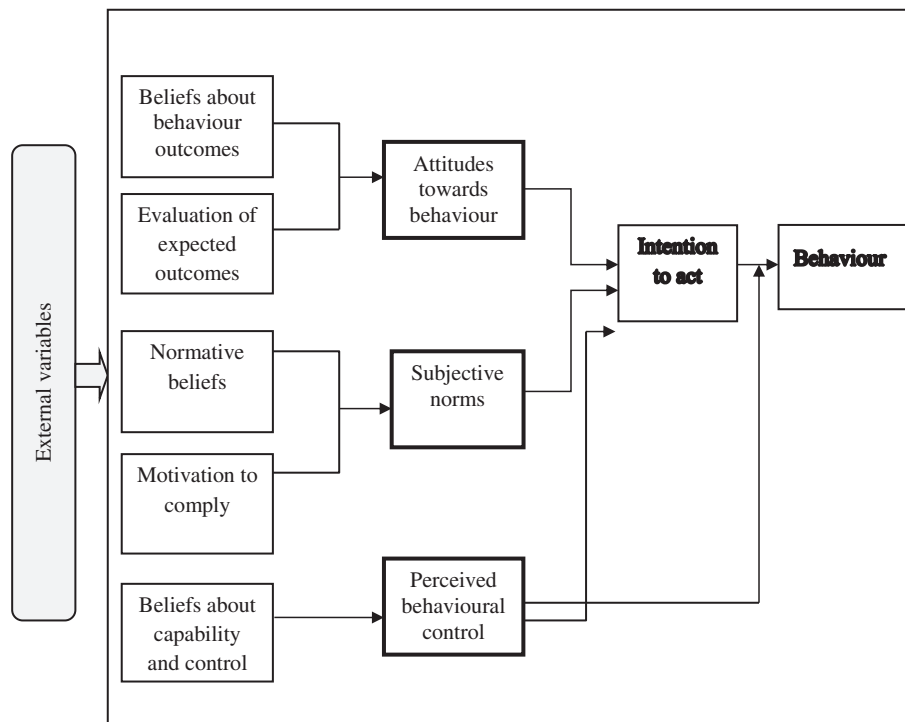 External variables
Beliefs about
behaviour
outcomes
Evaluation of
expected
outcomes
Normative
beliefs
Motivation to
comply
Beliefs about
capability
and control
Attitudes
towards
behaviour
Subjective
norms
Perceived
behavioural
control
Intention
to act
Behaviour